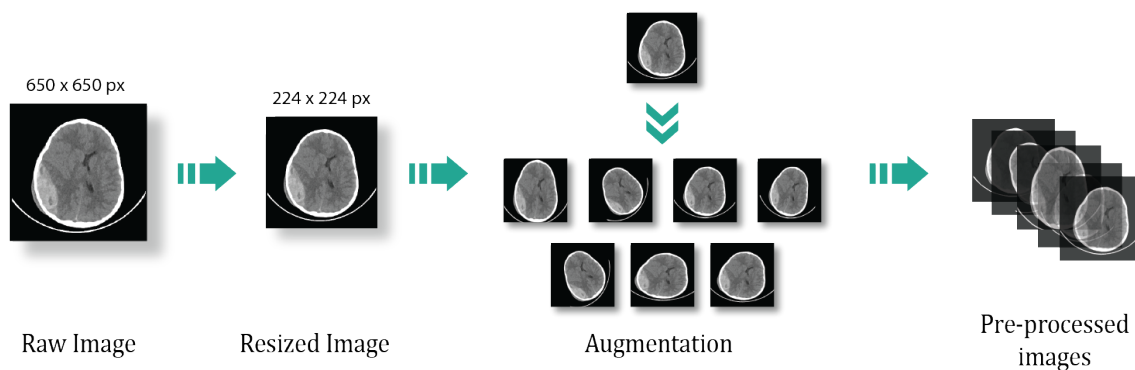 650 x 650 px
224 x 224 px
Raw Image
Resized Image
Augmentation
Pre-processed
images